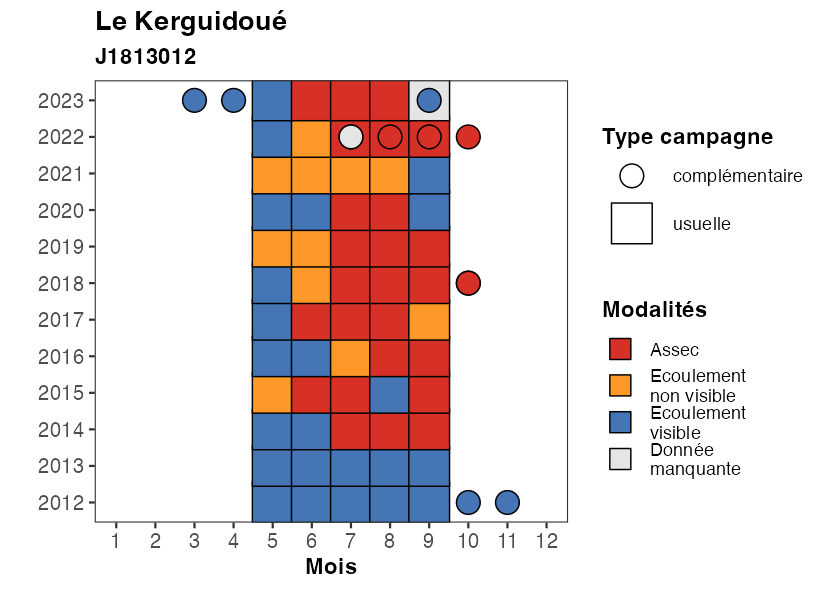 Le Kerguidoué
J1813012
2023
2022
2021
2020
2019
2018
2017
2016
2015
2014
2013
2012
1 2 3 4 5 6 7 8 9 10 11 12
Mois
Type campagne
complémentaire
usuelle
Modalités
Assec
Ecoulement
non visible
Ecoulement
visible
Donnée
manquante